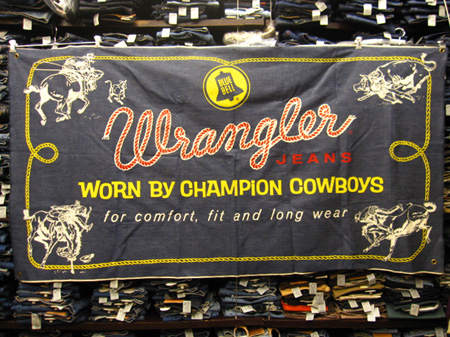 BLUE
BELL
Wrangler
JEANS
WORN BY CHAMPION COWBOYS
for comfort, fit and long wear